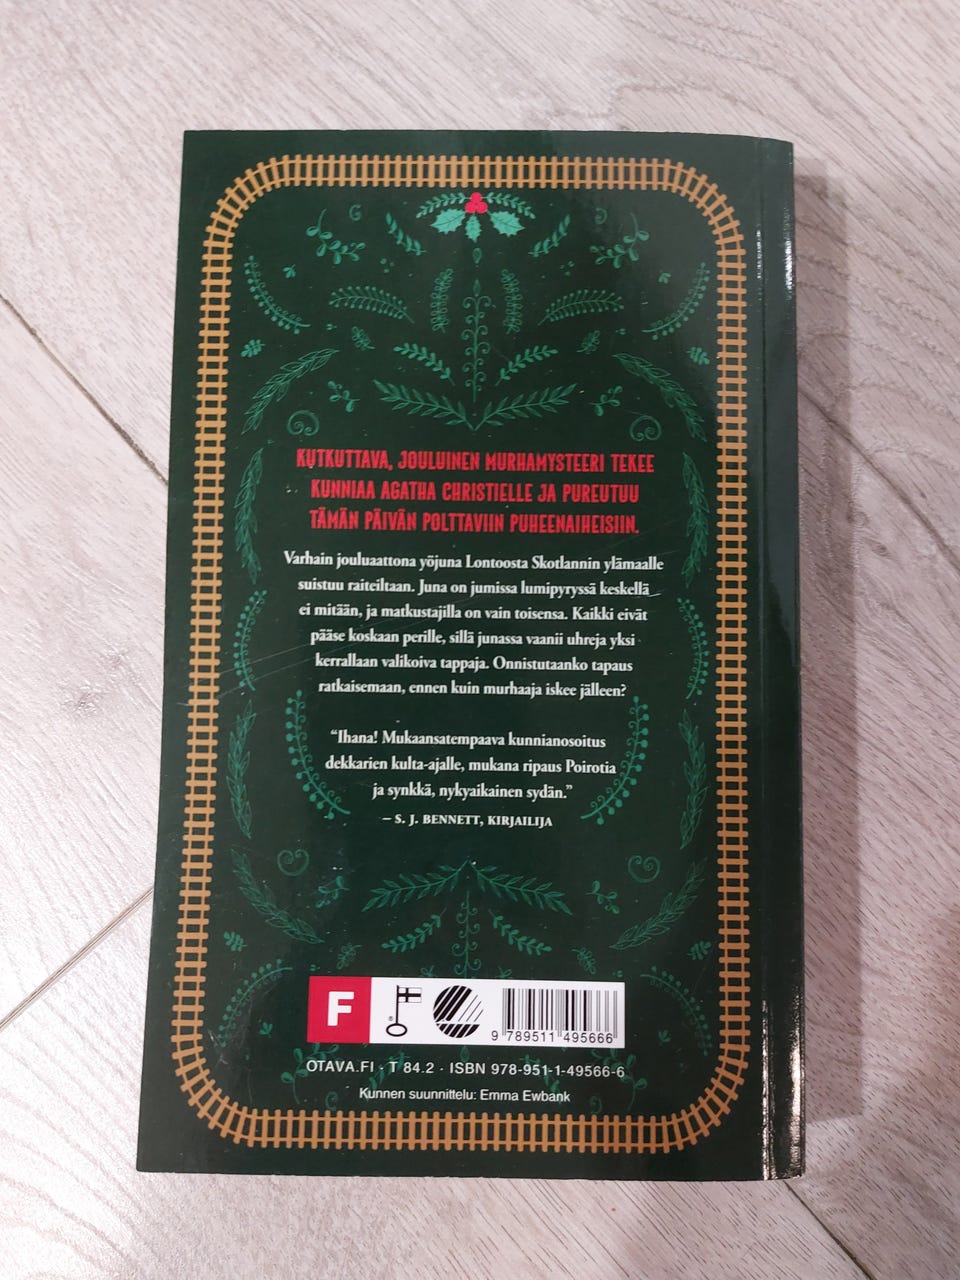 KUTKUTTAVA, JOULUINEN MURHAMYSTEERI TEKEE
KUNNIAA AGATHA CHRISTIELLE JA PUREUTUU
TÄMÄN PÄIVÄN POLTTAVIIN PUHEENAIHEISIIN.
Varhain jouluaattona yöjuna Lontoosta Skotlannin ylämaalle
suistuu raiteiltaan. Juna on jumissa lumipyryssä keskellä
ei mitään, ja matkustajilla on vain toisensa. Kaikki eivät
pääse koskaan perille, sillä junassa vaanii uhreja yksi
kerrallaan valikoiva tappaja. Onnistutaanko tapaus
ratkaisemaan, ennen kuin murhaaja iskee jälleen?
“Ihana! Mukaansatempaava kunnianosoitus
dekkarien kulta-ajalle, mukana ripaus Poirotia
ja synkkä, nykyaikainen sydän.”
– S. J. BENNETT, KIRJAILIJA
F
®
9 789511 495666
OTAVA.FI · T 84.2 · ISBN 978-951-1-49566-6
Kunnen suunnittelu: Emma Ewbank